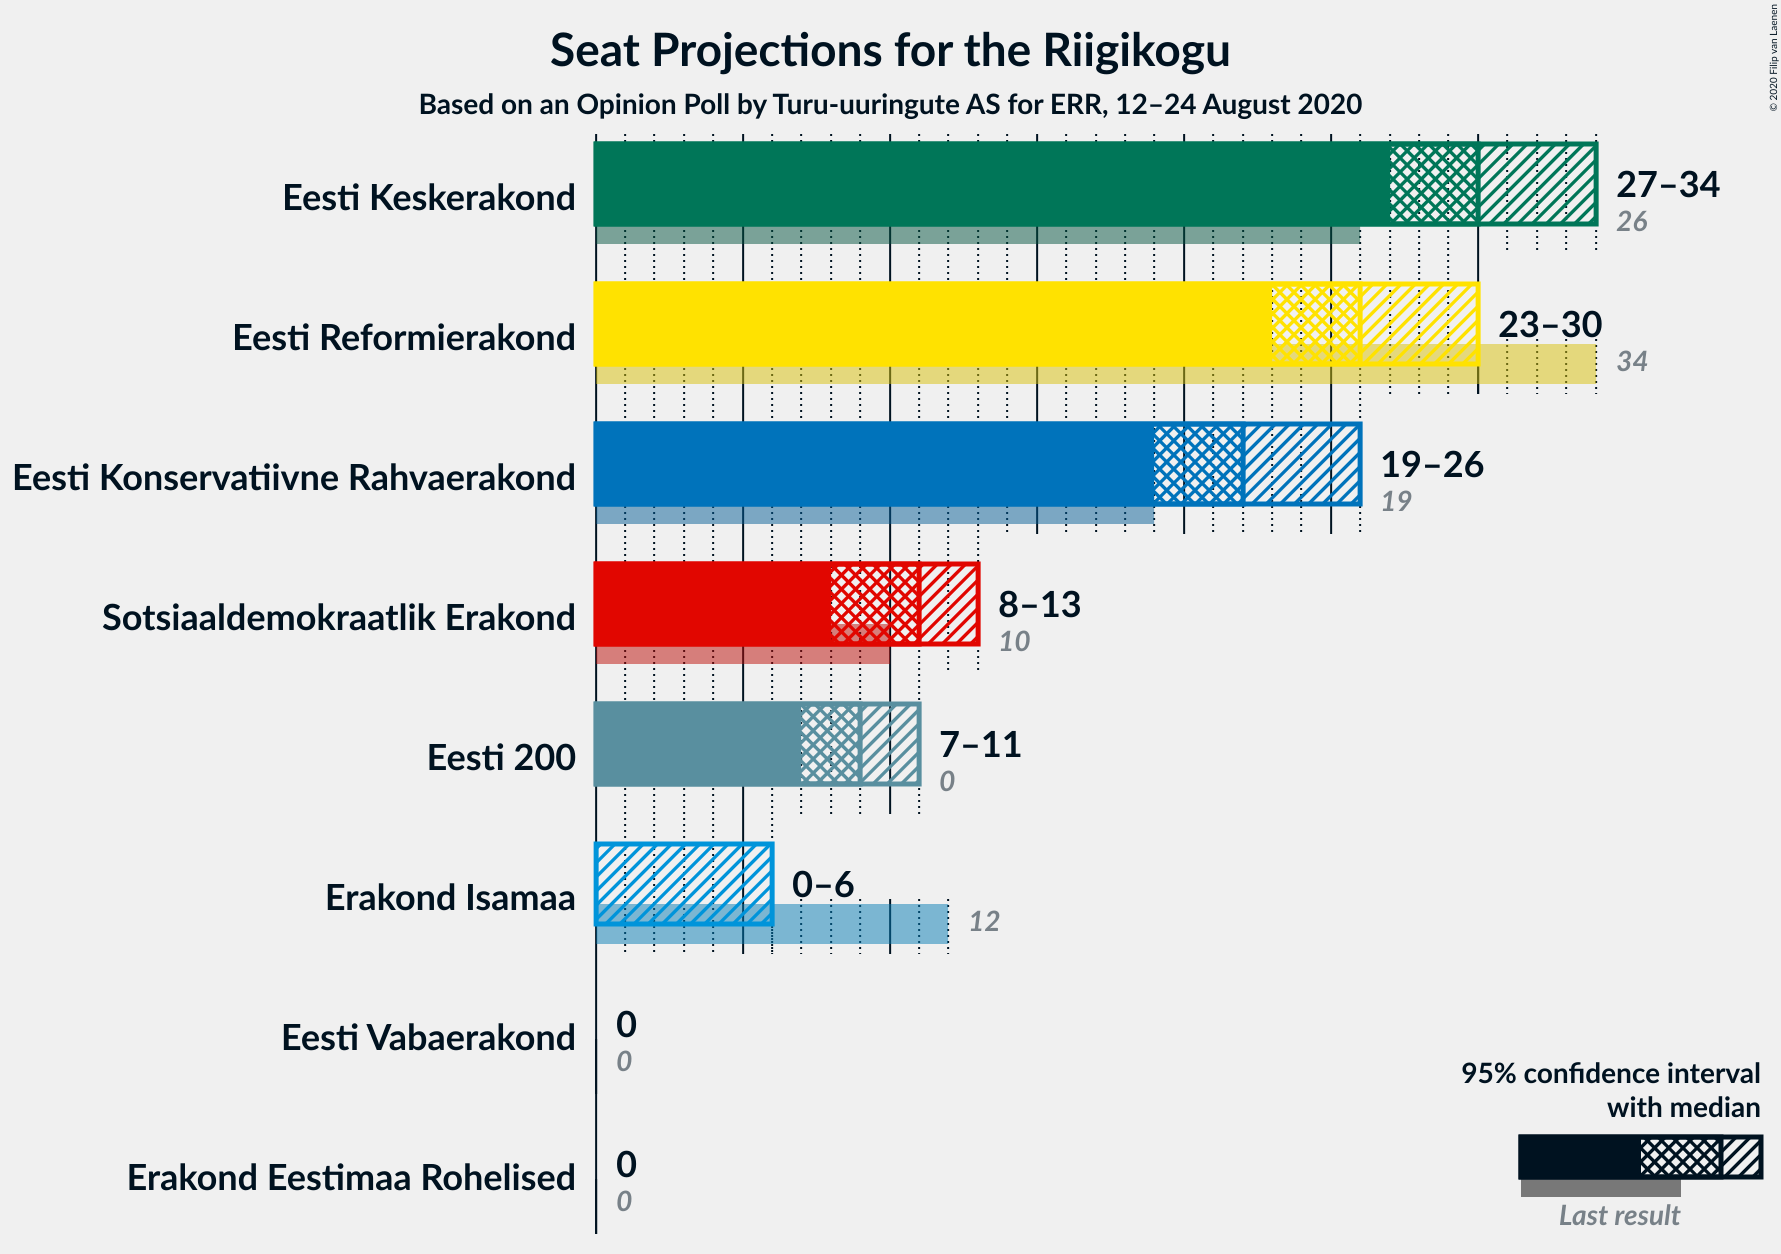 Seat Projections for the Riigikogu
Based on an Opinion Poll by Turu-uuringute AS for ERR, 12–24 August 2020
© 2020 Filip van Laenen
Eesti Keskerakond
27–34
26
Eesti Reformierakond
23–30
34
Eesti Konservatiivne Rahvaerakond
19–26
19
Sotsiaaldemokraatlik Erakond
8–13
10
Eesti 200
7–11
0
Erakond Isamaa
0–6
12
Eesti Vabaerakond
0
0
Erakond Eestimaa Rohelised
0
0
95% confidence interval
with median
Last result